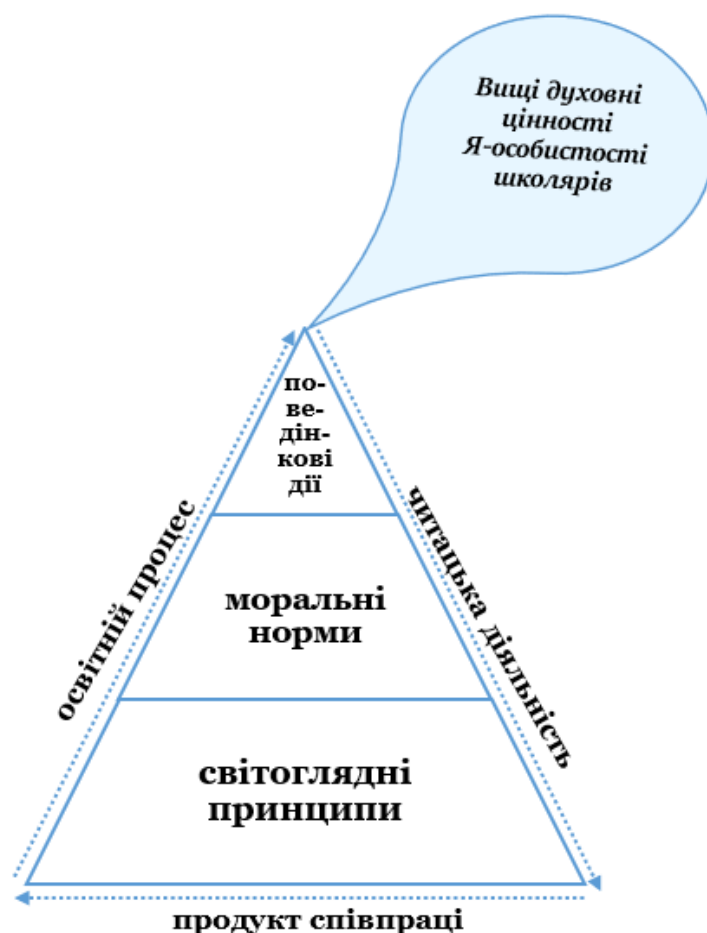 Вищі духовні
цінності
Я-особистості
школярів
по-
ве-
дін-
кові
дії
освітній процес
читацька діяльність
моральні
норми
світоглядні
принципи
продукт співпраці